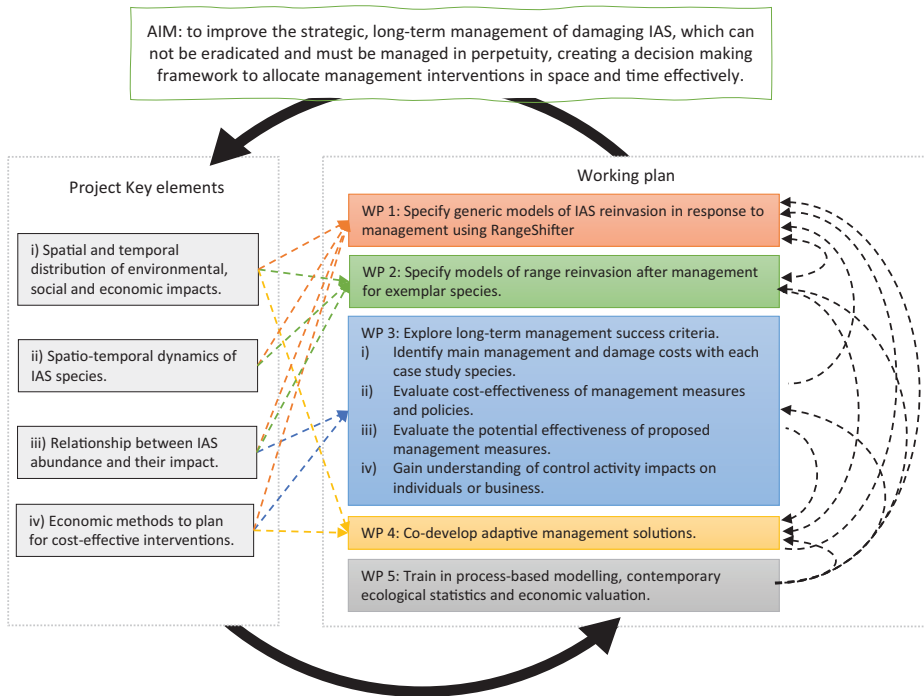 AIM: to improve the strategic, long-term management of damaging IAS, which can
not be eradicated and must be managed in perpetuity, creating a decision making
framework to allocate management interventions in space and time effectively.
Project Key elements
i) Spatial and temporal
distribution of environmental,
social and economic impacts.
ii) Spatio-temporal dynamics of
IAS species.
iii) Relationship between IAS
abundance and their impact.
iv) Economic methods to plan
for cost-effective interventions.
Working plan
WP 1: Specify generic models of IAS reinvasion in response to
management using RangeShifter
WP 2: Specify models of range reinvasion after management
for exemplar species.
WP 3: Explore long-term management success criteria.
i) Identify main management and damage costs with each
case study species.
ii) Evaluate cost-effectiveness of management measures
and policies.
iii) Evaluate the potential effectiveness of proposed
management measures.
iv) Gain understanding of control activity impacts on
individuals or business.
WP 4: Co-develop adaptive management solutions.
WP 5: Train in process-based modelling, contemporary
ecological statistics and economic valuation.